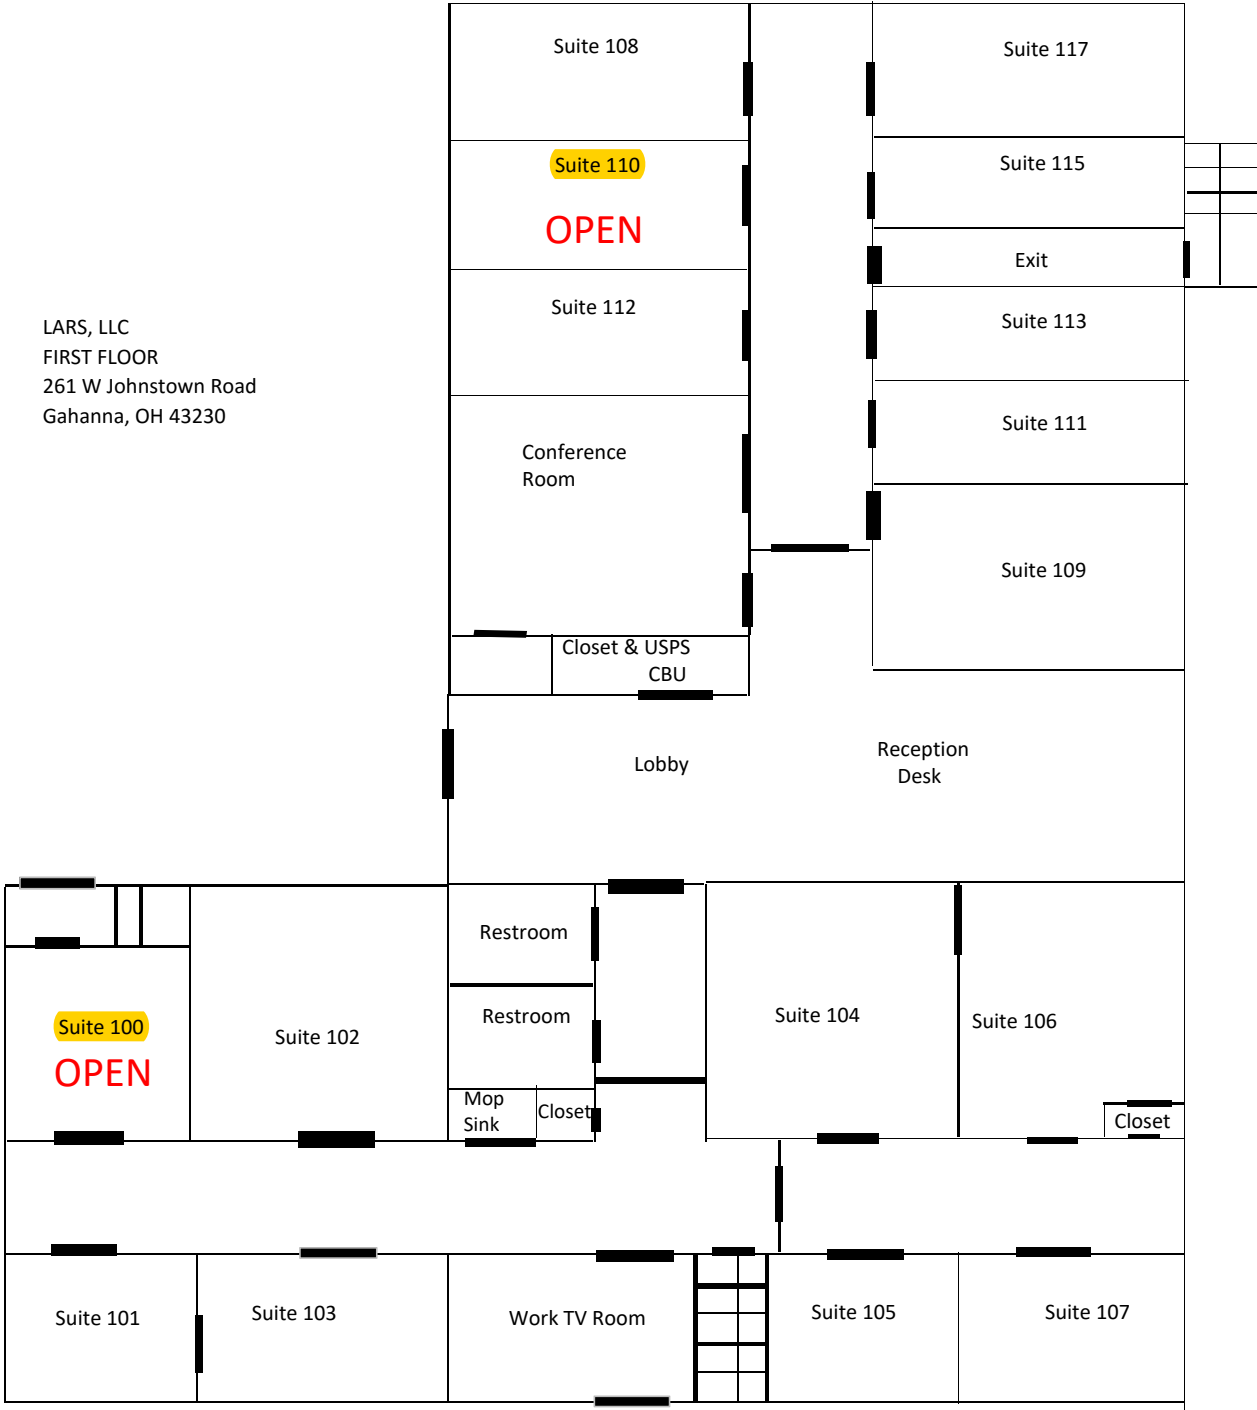 Suite 108
Suite 117
Suite 110
OPEN
Suite 115
Exit
Suite 112
Suite 113
LARS, LLC
FIRST FLOOR
261 W Johnstown Road
Gahanna, OH 43230
Suite 111
Conference
Room
Suite 109
Closet & USPS
CBU
Lobby
Reception
Desk
Restroom
Restroom
Suite 100
OPEN
Suite 102
Suite 104
Suite 106
Mop
Sink
Closet
Closet
Suite 101
Suite 103
Work TV Room
Suite 105
Suite 107